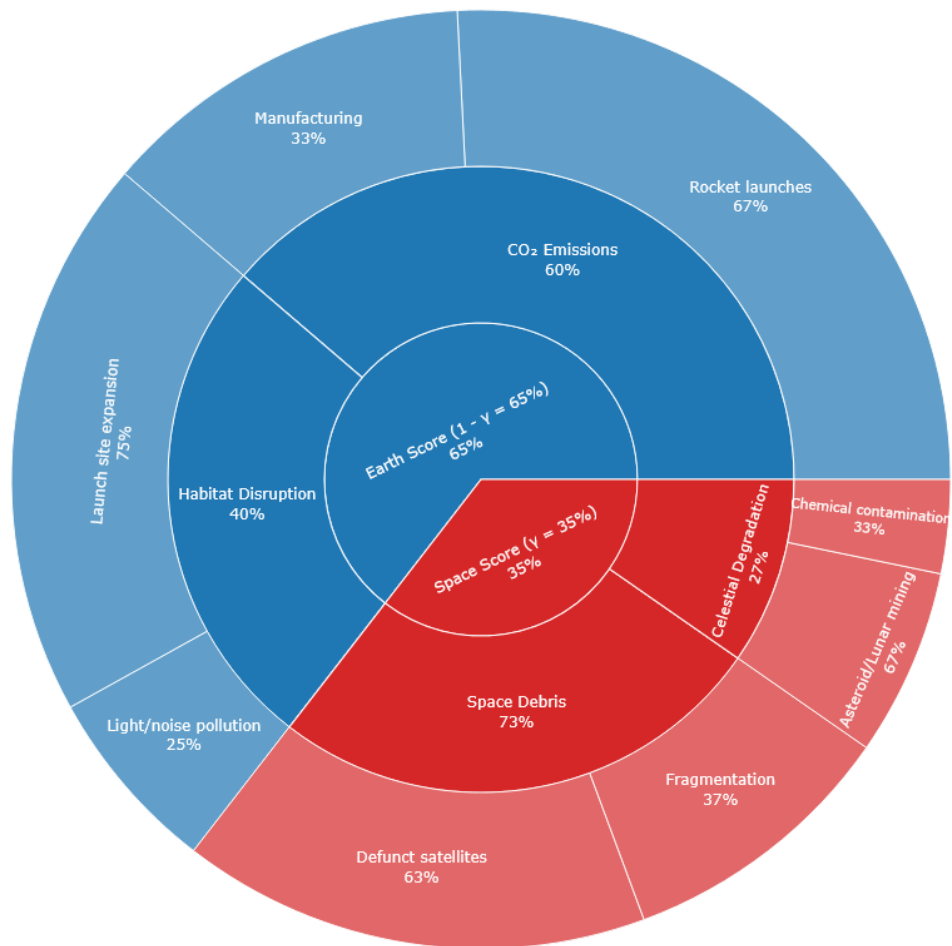 Manufacturing
33%
Rocket launches
67%
CO₂ Emissions
60%
Launch site expansion
75%
Earth Score (1 - γ = 65%)
65%
Habitat Disruption
40%
Space Score (γ = 35%)
35%
Celestial Degradation
27%
Chemical contamination
33%
Asteroid/Lunar mining
67%
Space Debris
73%
Light/noise pollution
25%
Fragmentation
37%
Defunct satellites
63%